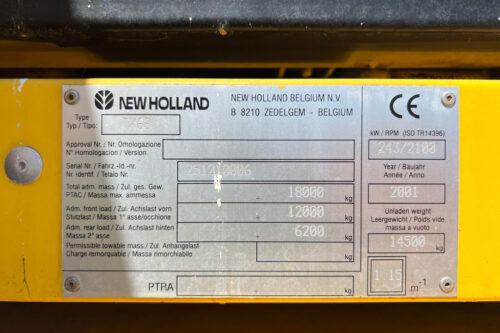 NEW HOLLAND
NEW HOLLAND BELGIUM N.V
B 8210 ZEDELGEM - BELGIUM
CE
Type
Typ / Tipo:
Approval Nr. / Nr. Omologazione
N° Homologacion / Version
Serial Nr. / Fahrz.-Id.-nr.
Nr. identif. / Telaio Nr.
Total adm. mass / Zul. ges. Gew.
PTAC / Massa max. ammessa
18000 kg
Adm. front load / Zul. Achslast vorn
Stutzlast / Massa 1° asse/occhione
12000 kg
Adm. rear load / Zul. Achslast hinten
Massa 2° asse
6200 kg
Permissible towable mass / Zul. Anhangelast
Charge remorquable / Massa rimorchiabile
kg
PTRA
kg
kW / RPM (ISO TR14396)
243/2100
Year / Baujahr
Année / Anno
2001
Unladen weight
Leergewicht / Poids vide
massa a vuoto
14500 kg
1.15 m-1